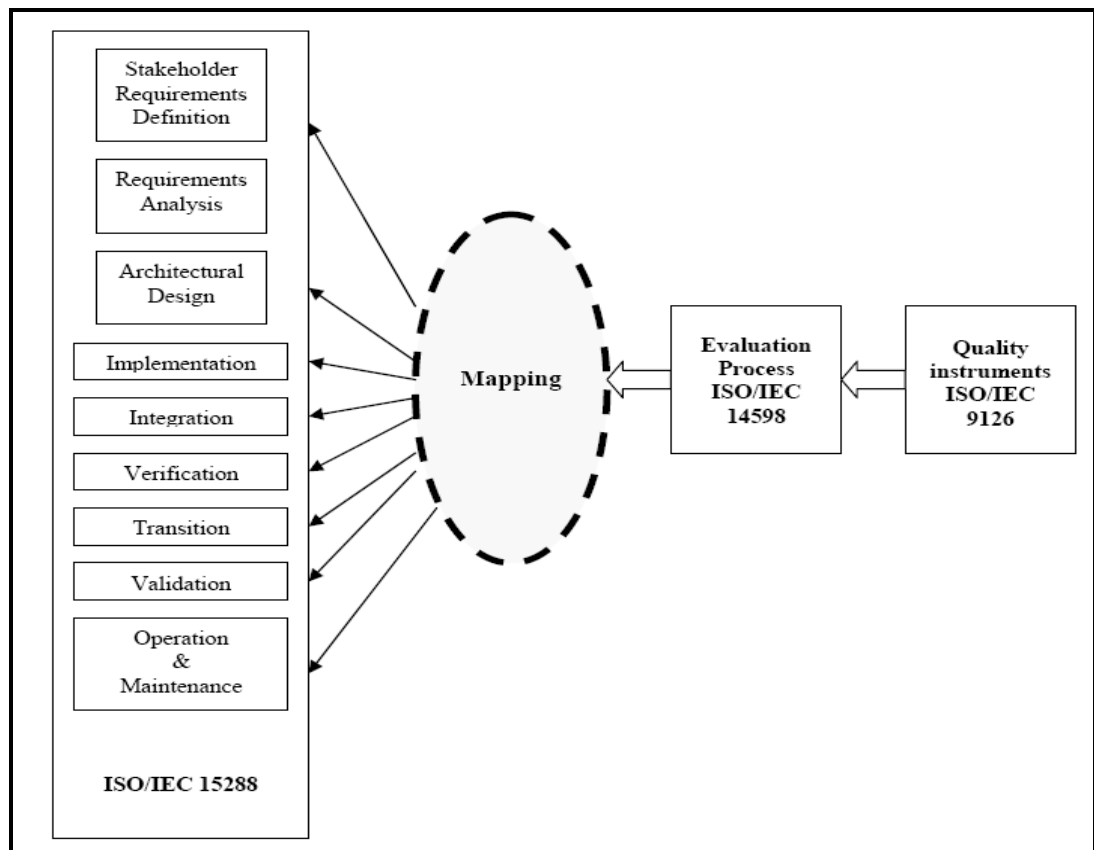 Stakeholder
Requirements
Definition
Requirements
Analysis
Architectural
Design
Implementation
Integration
Verification
Transition
Validation
Operation
&
Maintenance
ISO/IEC 15288
Mapping
Evaluation
Process
ISO/IEC
14598
Quality
instruments
ISO/IEC
9126